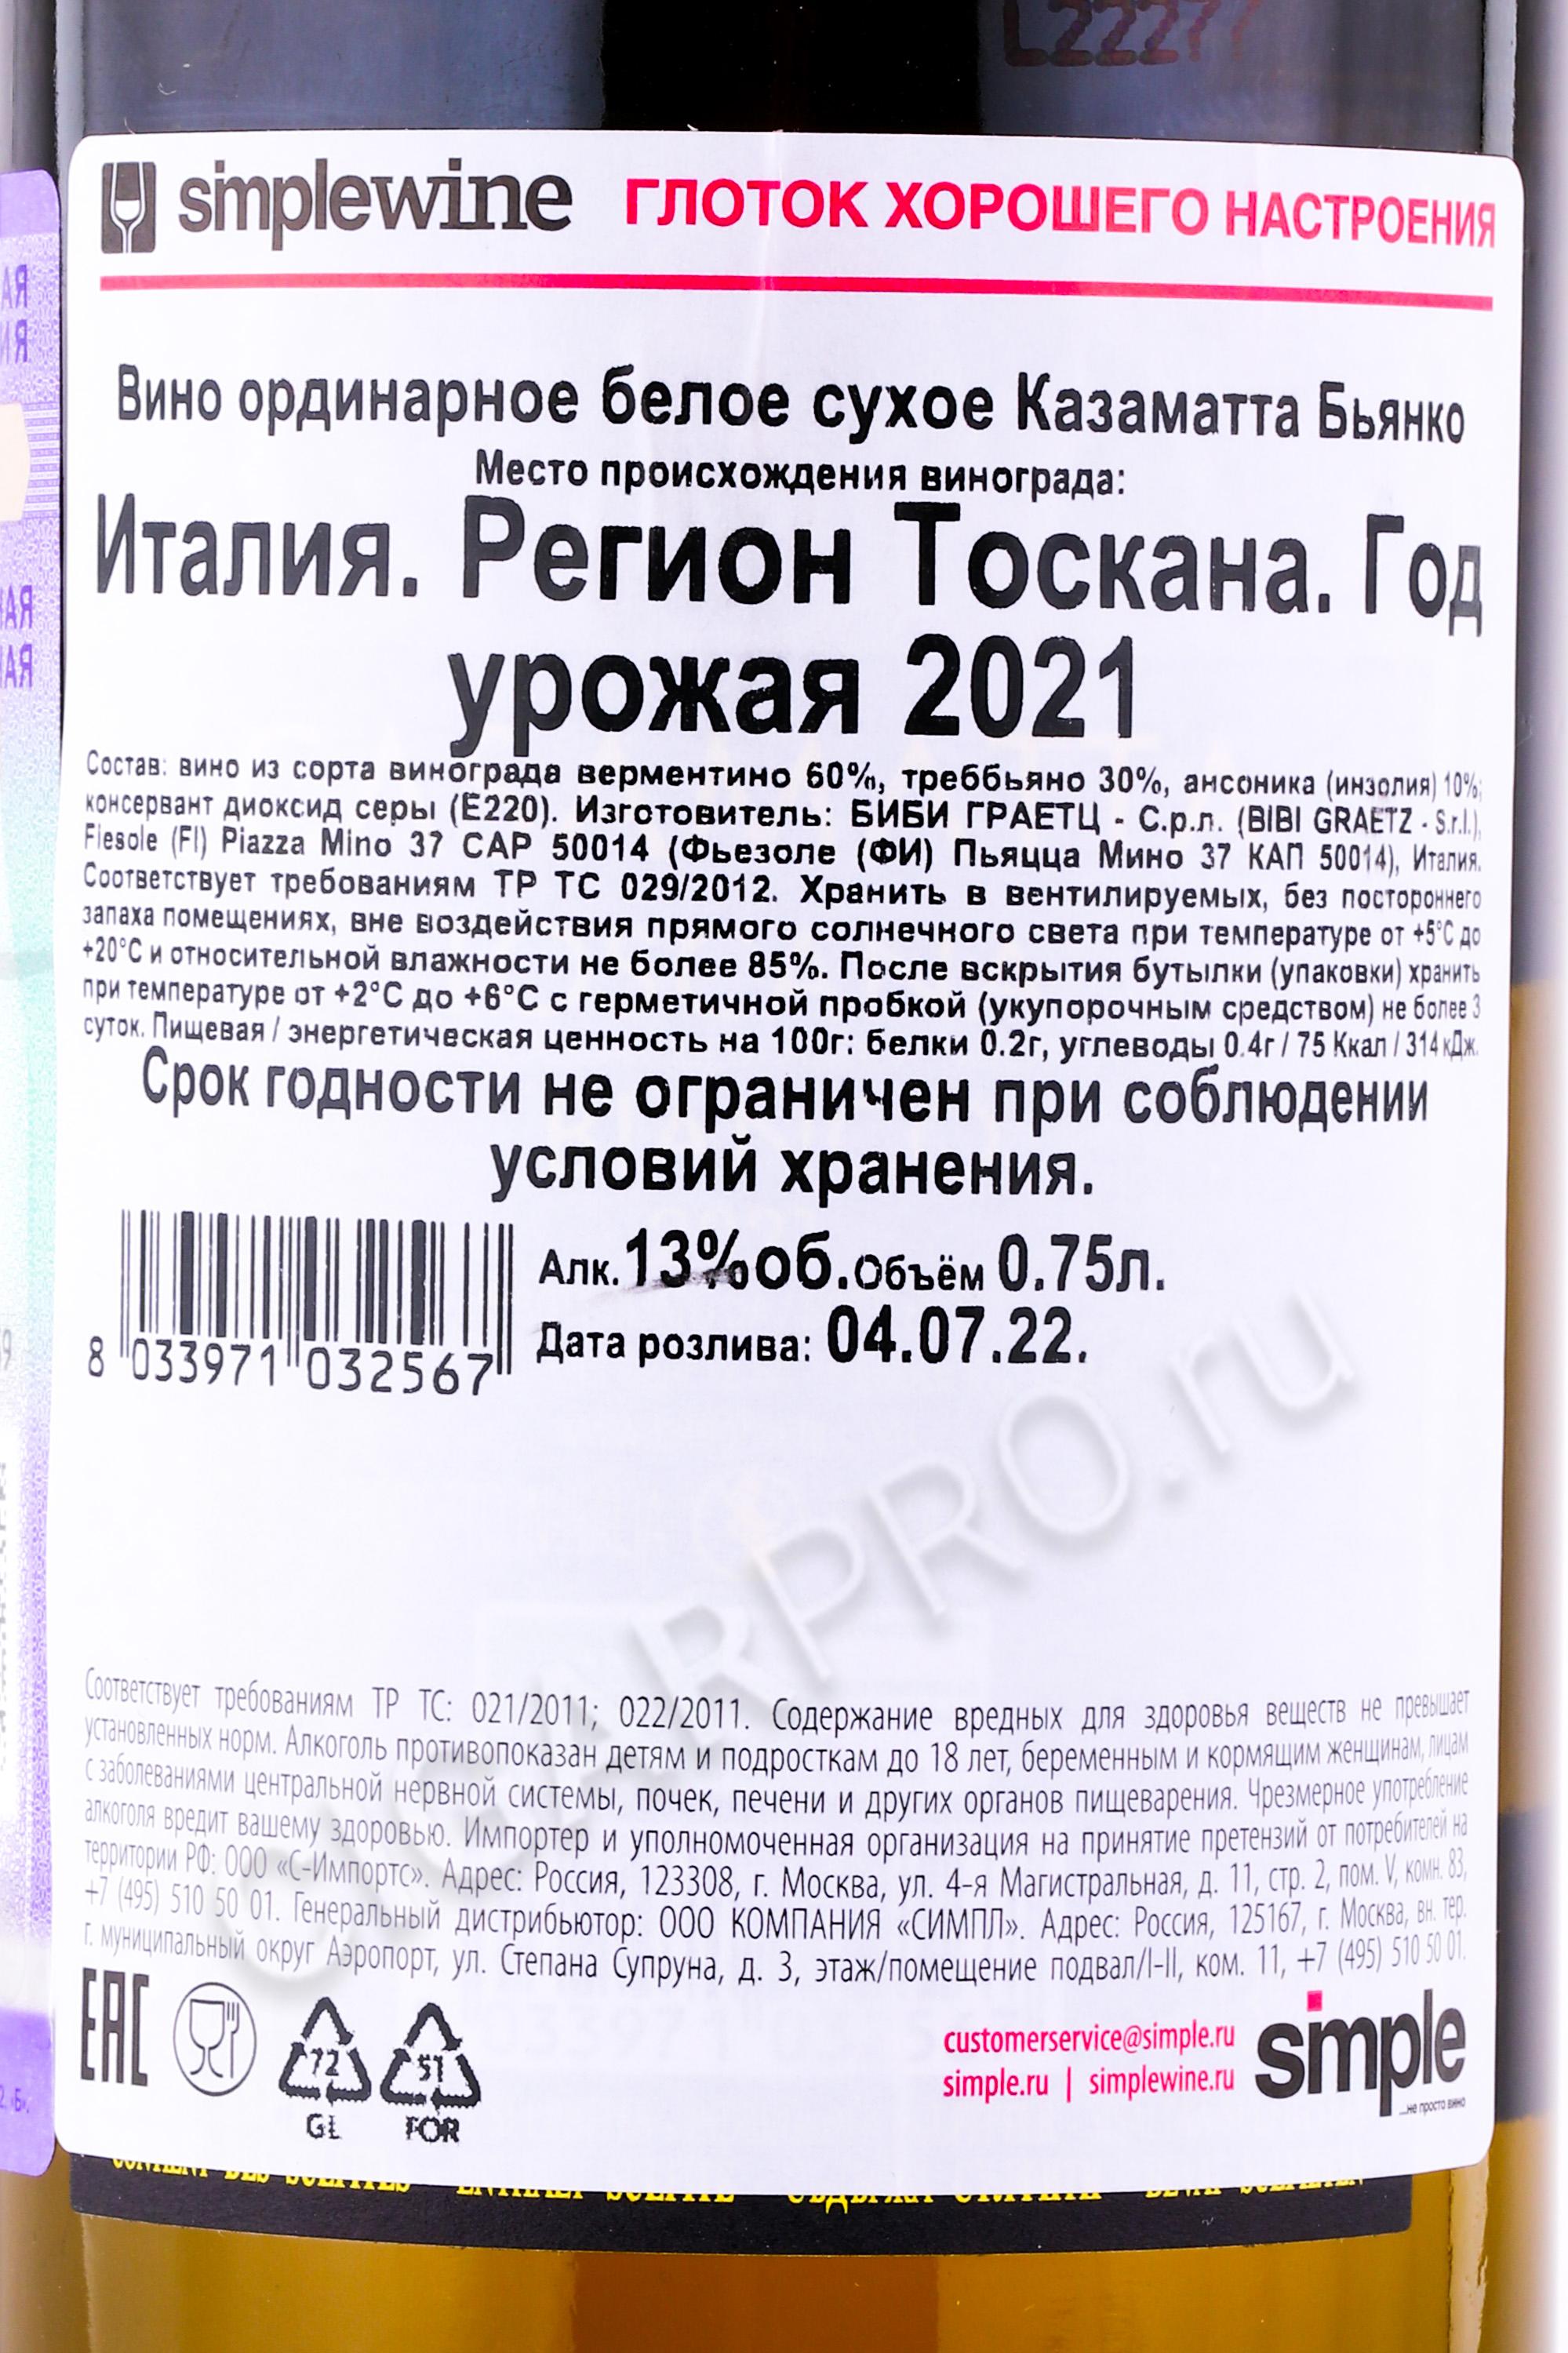 L2227
simplewine ГЛОТОК ХОРОШЕГО НАСТРОЕНИЯ
Вино ординарное белое сухое Казаматта Бьянко
Место происхождения винограда:
Италия. Регион Тоскана. Год
урожая 2021
Состав: вино из сорта винограда верментино 60%, треббьяно 30%, ансоника (инзолия) 10%;
консервант диоксид серы (Е220). Изготовитель: БИБИ ГРАЕТЦ - С.р.л. (BIBI GRAETZ - S.r.l.),
Fiesole (FI) Piazza Mino 37 CAP 50014 (Фьезоле (ФИ) Пьяцца Мино 37 КАП 50014), Италия.
Соответствует требованиям ТР ТС 029/2012. Хранить в вентилируемых, без постороннего
запаха помещениях, вне воздействия прямого солнечного света при температуре от +5°С до
+20°С и относительной влажности не более 85%. После вскрытия бутылки (упаковки) хранить
при температуре от +2°С до +6°С с герметичной пробкой (укупорочным средством) не более 3
суток. Пищевая / энергетическая ценность на 100г: белки 0.2г, углеводы 0.4г / 75 Ккал / 314 кДж.
Срок годности не ограничен при соблюдении
условий хранения.
Алк. 13%об. Объём 0.75л.
Дата розлива: 04.07.22.
8 033971 032567
CIGARPRO.ru
Соответствует требованиям ТР ТС: 021/2011; 022/2011. Содержание вредных для здоровья веществ не превышает
установленных норм. Алкоголь противопоказан детям и подросткам до 18 лет, беременным и кормящим женщинам, лицам
с заболеваниями центральной нервной системы, почек, печени и других органов пищеварения. Чрезмерное употребление
алкоголя вредит вашему здоровью. Импортер и уполномоченная организация на принятие претензий от потребителей на
территории РФ: ООО «С-Импортс». Адрес: Россия, 123308, г. Москва, ул. 4-я Магистральная, д. 11, стр. 2, пом. V, комн. 83,
+7 (495) 510 50 01. Генеральный дистрибьютор: ООО КОМПАНИЯ «СИМПЛ». Адрес: Россия, 125167, г. Москва, вн. тер.
г. муниципальный округ Аэропорт, ул. Степана Супруна, д. 3, этаж/помещение подвал/I-II, ком. 11, +7 (495) 510 50 01.
EAC
72
GL
51
FOR
customerservice@simple.ru
simple.ru | simplewine.ru
simple
...не просто вино